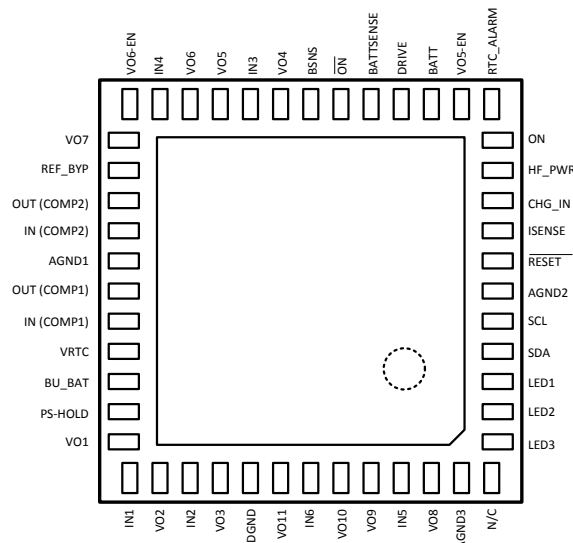 VO6-EN
IN4
VO6
VO5
IN3
VO4
BSNS
ON
BATTSENSE
DRIVE
BATT
VO5-EN
RTC_ALARM
VO7
REF_BYP
OUT (COMP2)
IN (COMP2)
AGND1
OUT (COMP1)
IN (COMP1)
VRTC
BU_BAT
PS-HOLD
VO1
ON
HF_PWR
CHG_IN
ISENSE
RESET
AGND2
SCL
SDA
LED1
LED2
LED3
IN1
VO2
IN2
VO3
DGND
VO11
IN6
VO10
VO9
IN5
VO8
AGND3
N/C